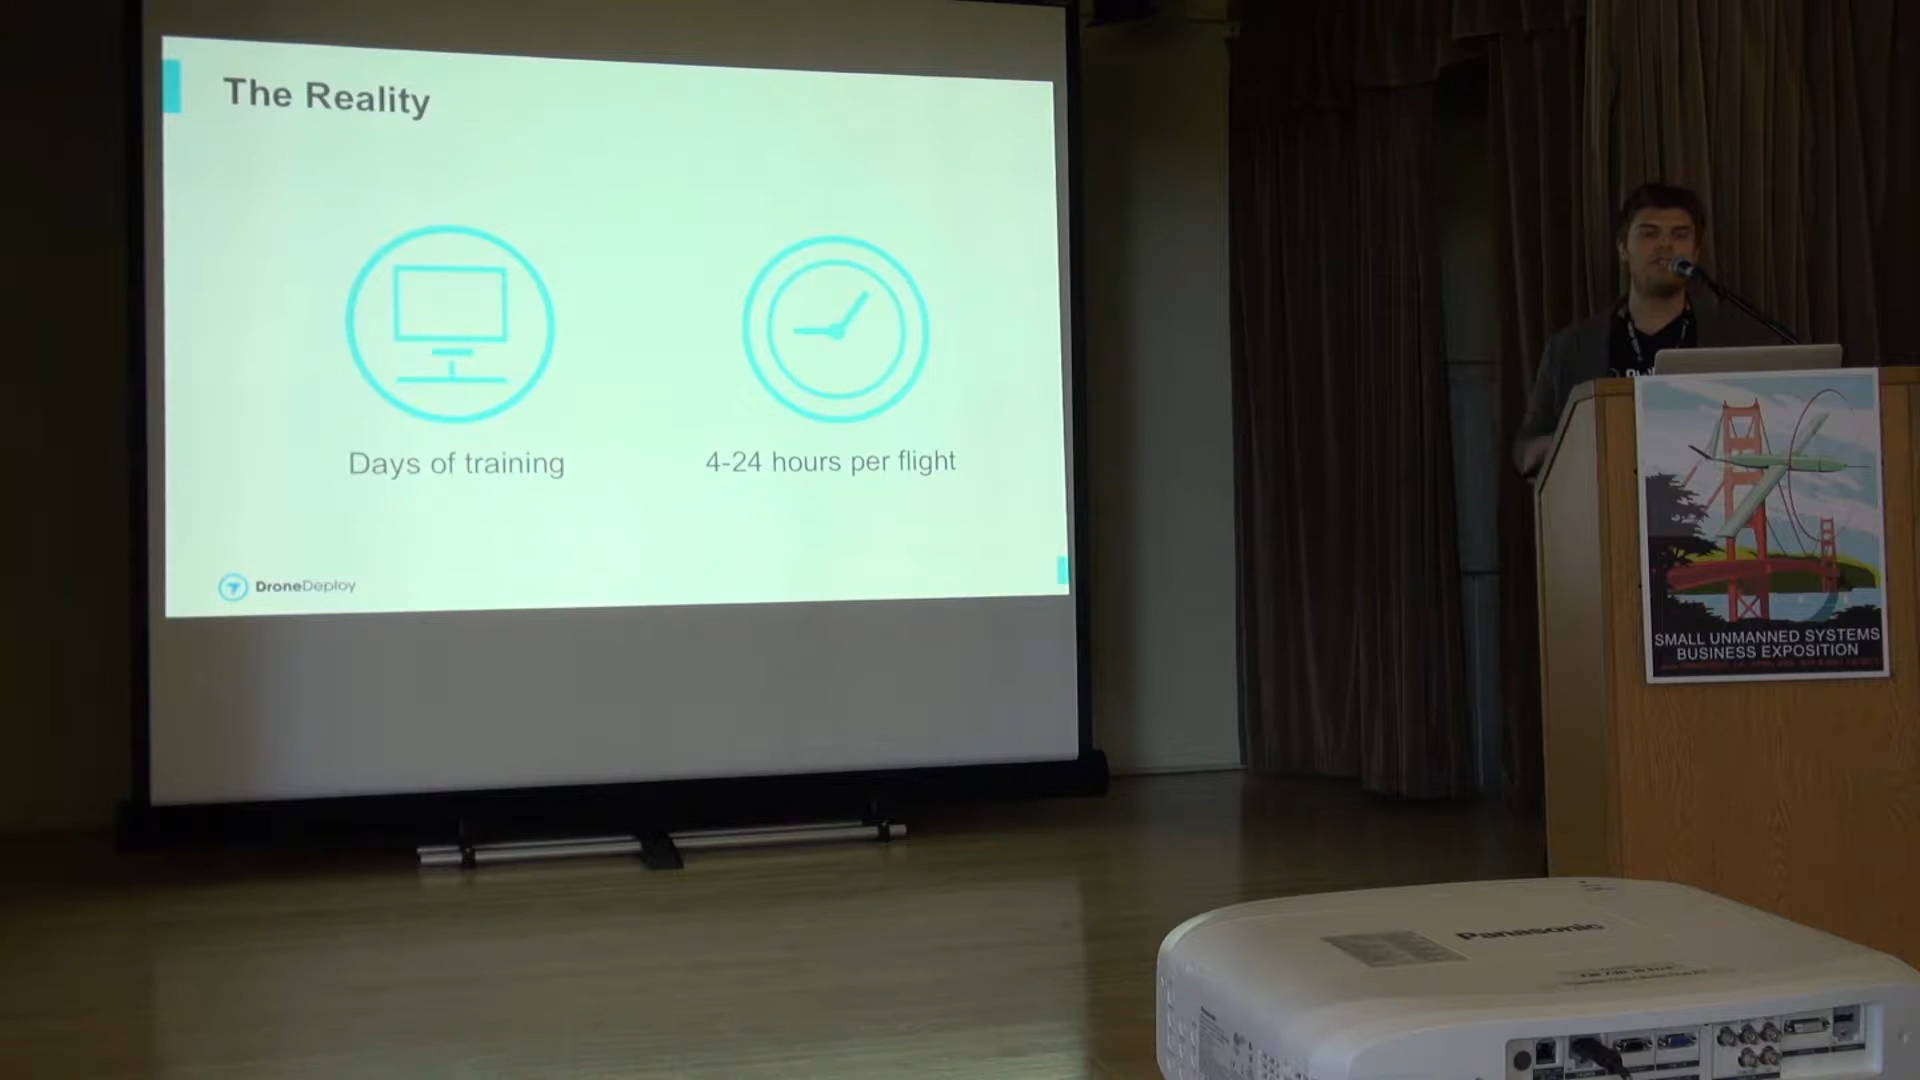 The Reality
Days of training
4-24 hours per flight
DroneDeploy
SMALL UNMANNED SYSTEMS
BUSINESS EXPOSITION
Panasonic